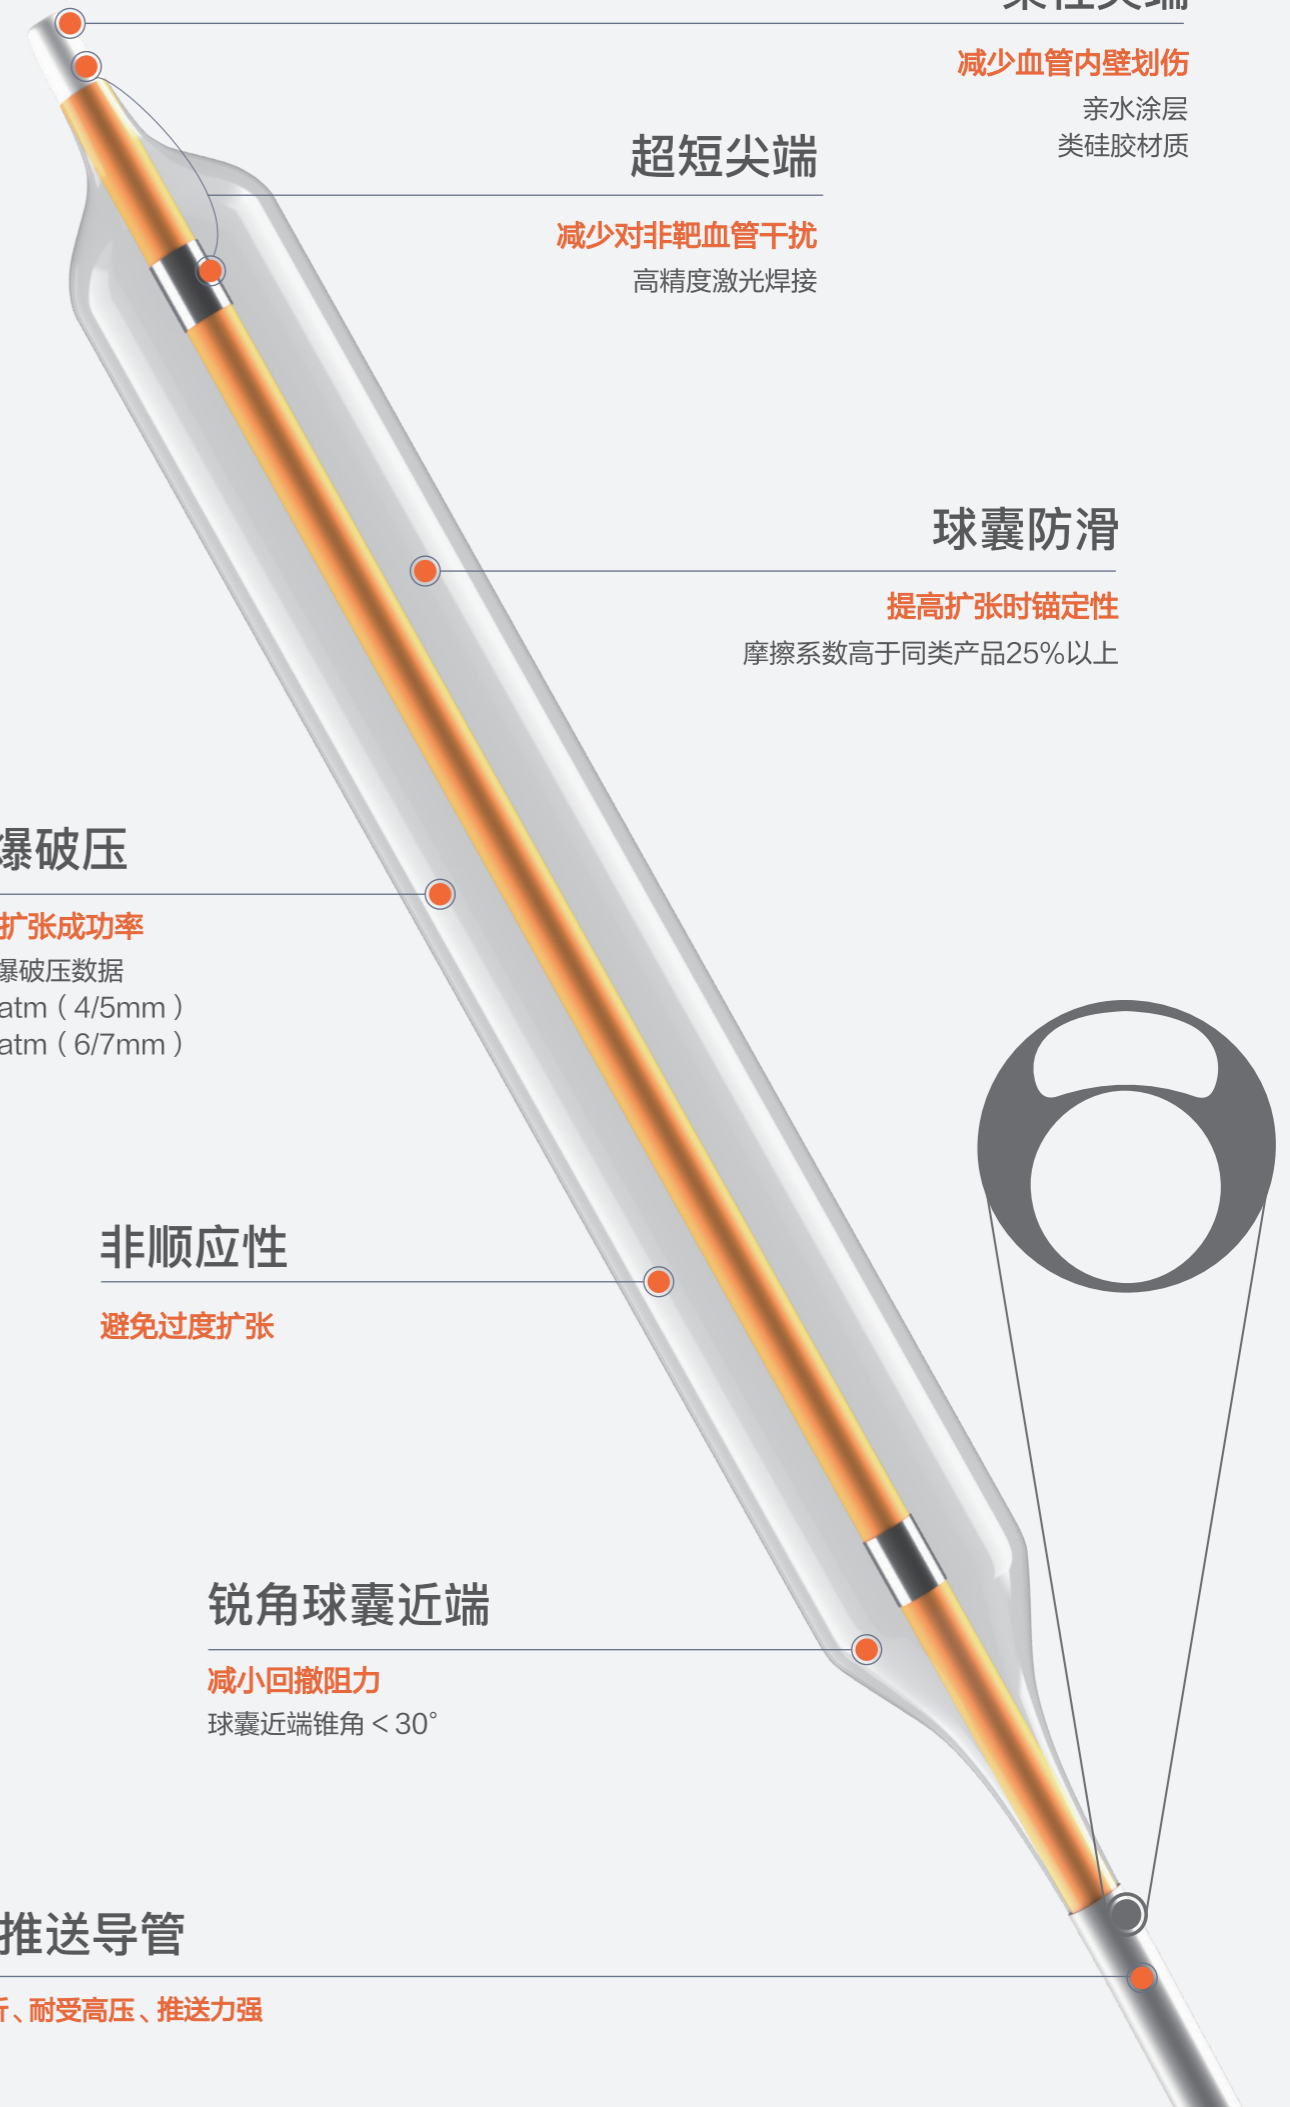 减少血管内壁划伤
亲水涂层
类硅胶材质
超短尖端
减少对非靶血管干扰
高精度激光焊接
球囊防滑
提高扩张时锚定性
摩擦系数高于同类产品25%以上
爆破压
扩张成功率
爆破压数据
atm（4/5mm）
atm（6/7mm）
非顺应性
避免过度扩张
锐角球囊近端
减小回撤阻力
球囊近端锥角＜30°
推送导管
、耐受高压、推送力强